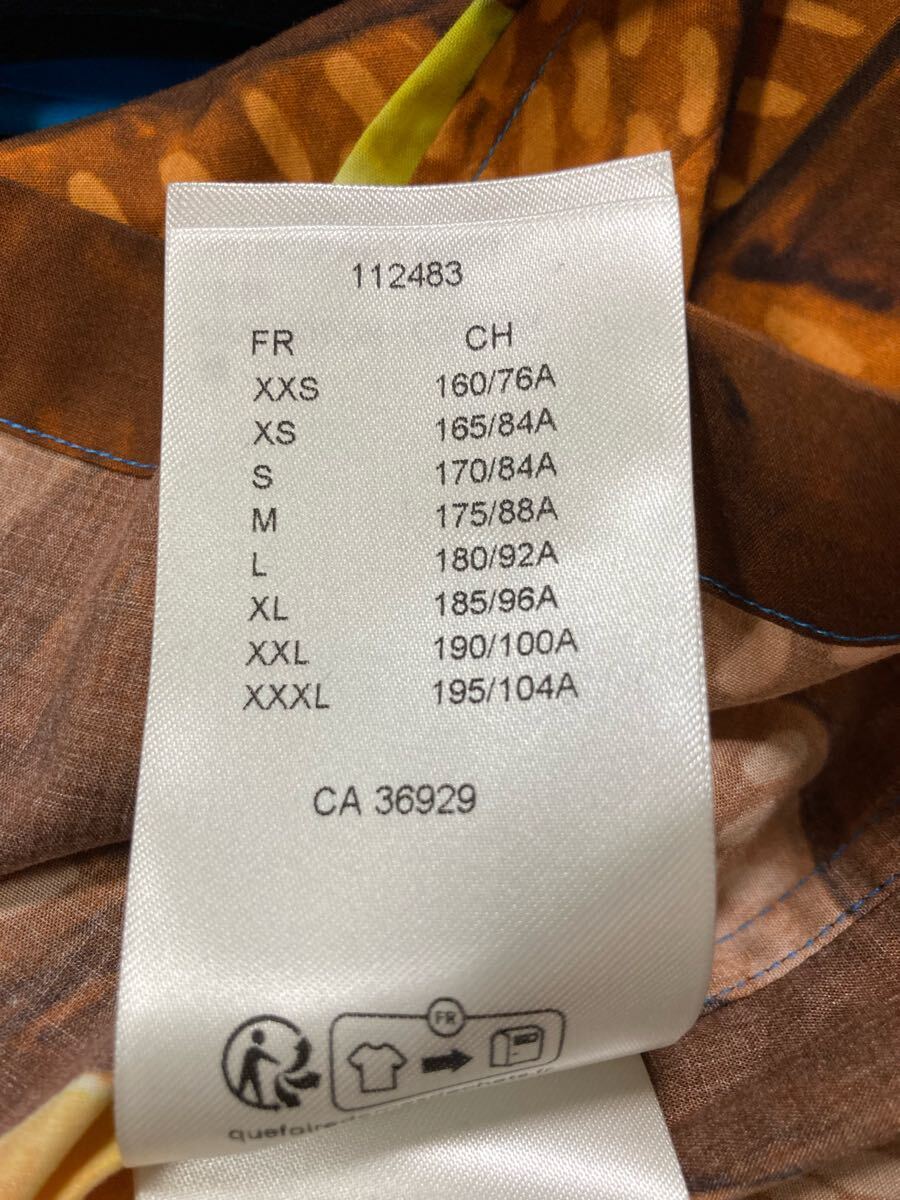 112483
FR CH
XXS 160/76A
XS 165/84A
S 170/84A
M 175/88A
L 180/92A
XL 185/96A
XXL 190/100A
XXXL 195/104A
CA 36929
FR